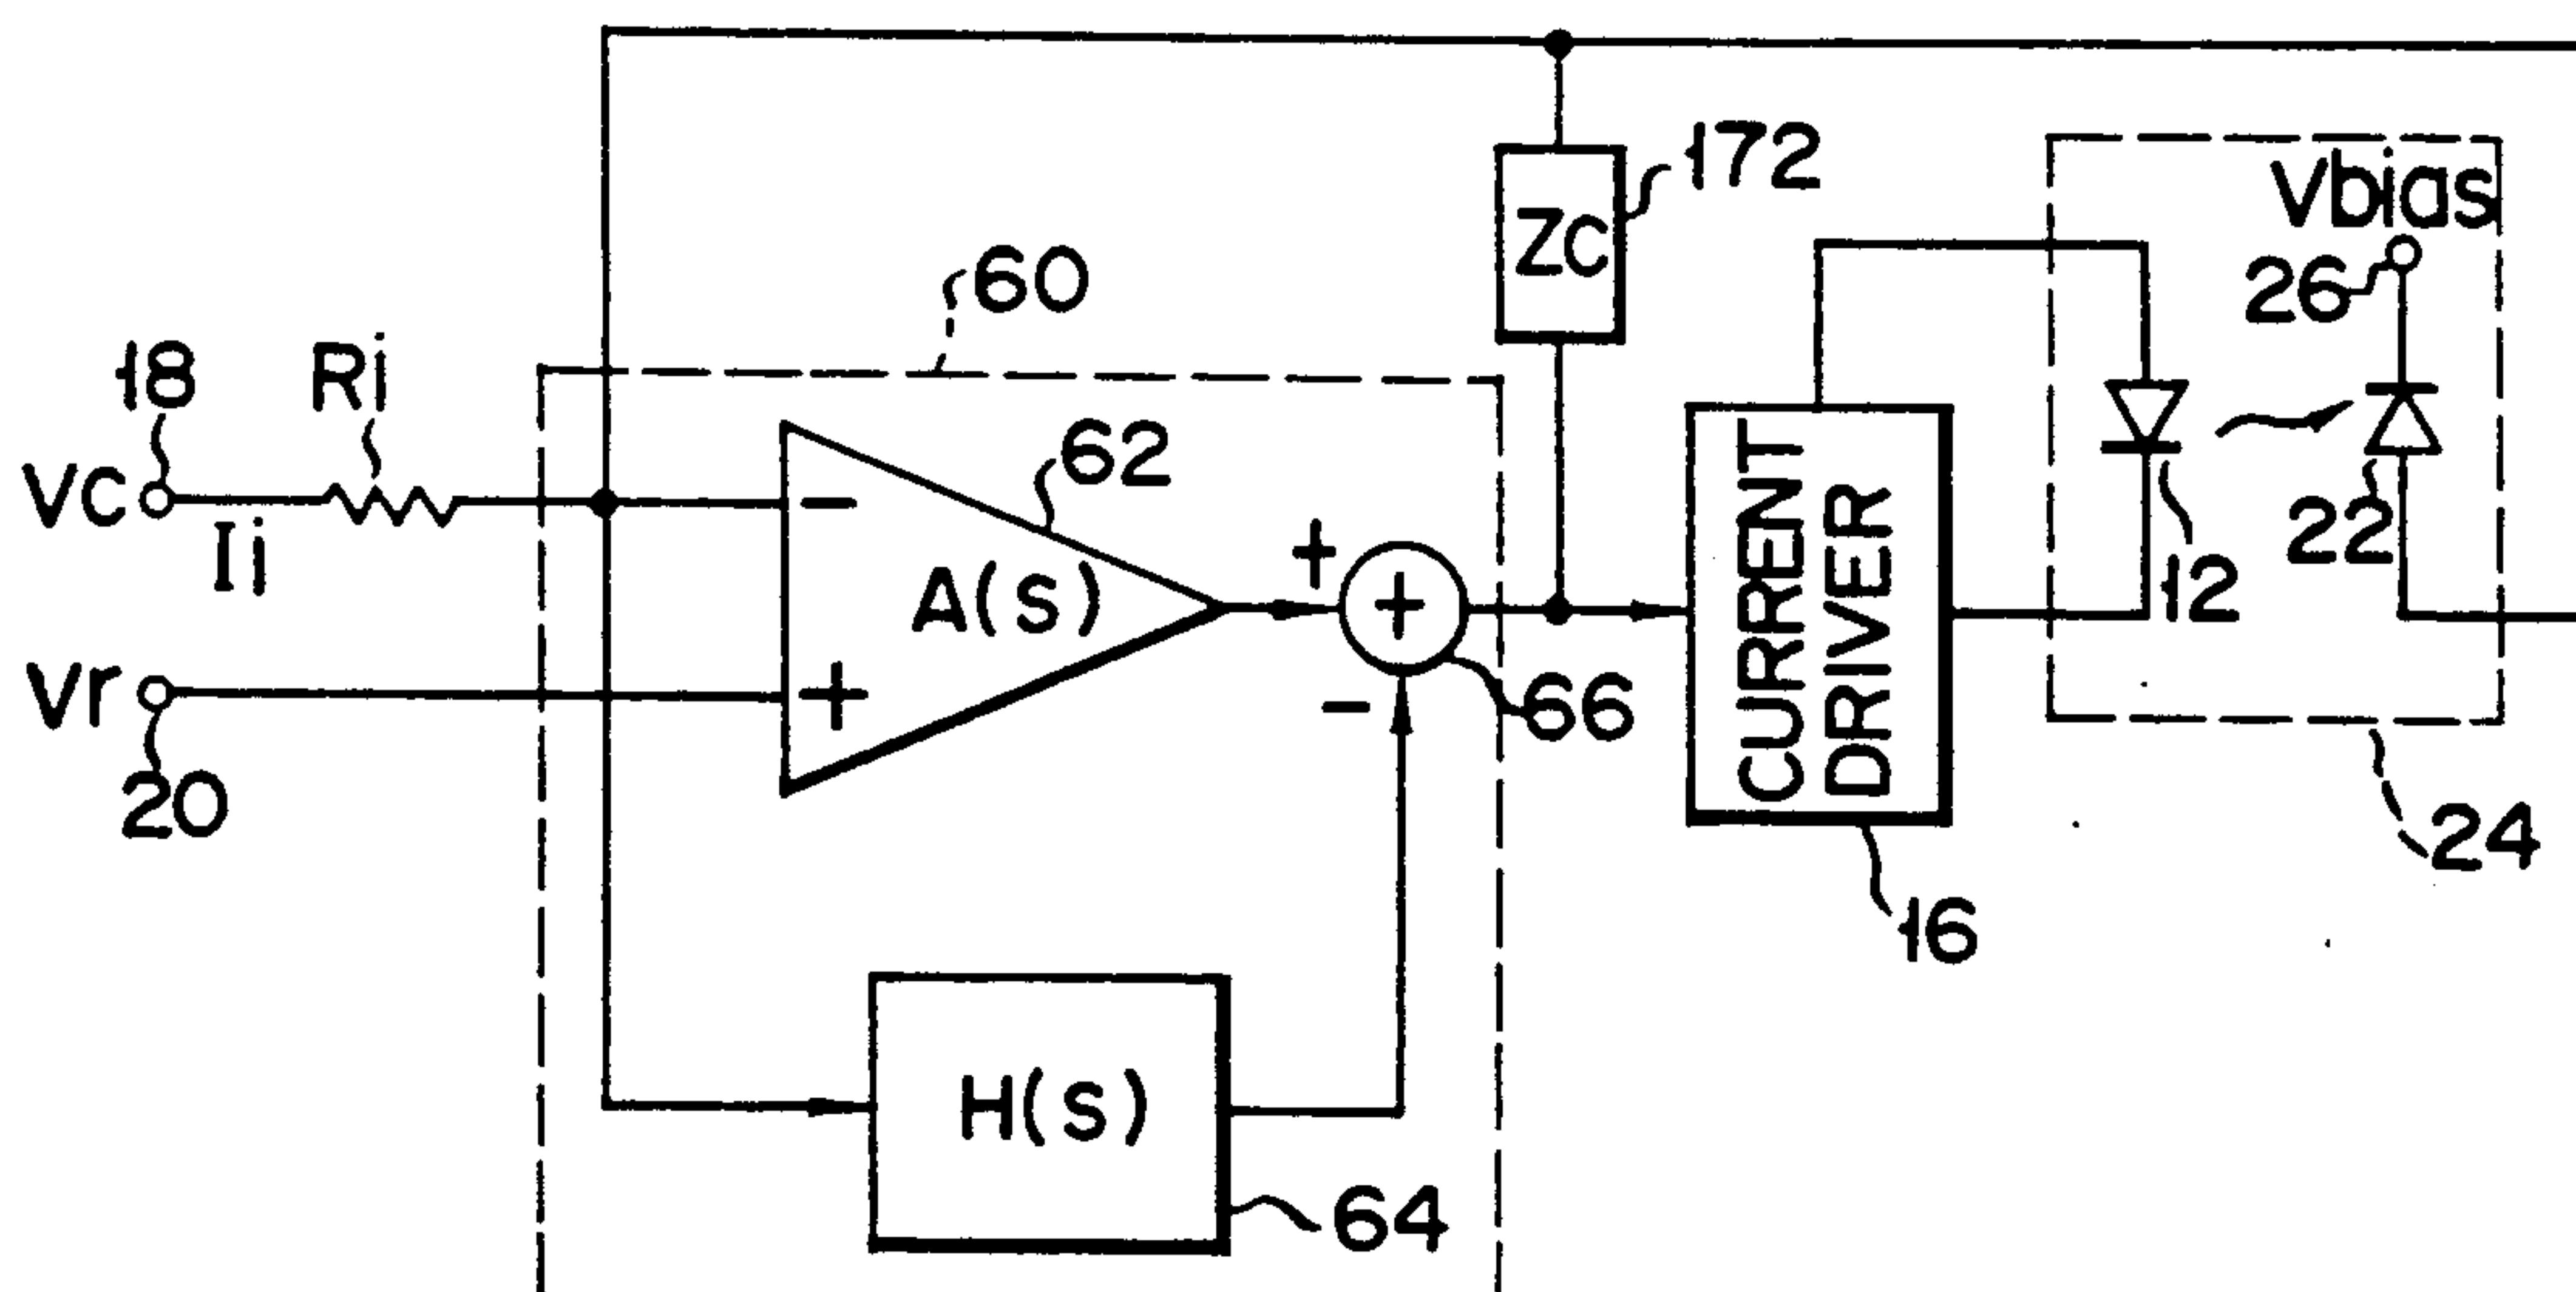 172
Zc
Vbias
26
60
18
Ri
62
Vc
Ii
-
+
A(S)
+
CURRENT
DRIVER
22
12
Vr
+
-
66
20
24
16
H(S)
64